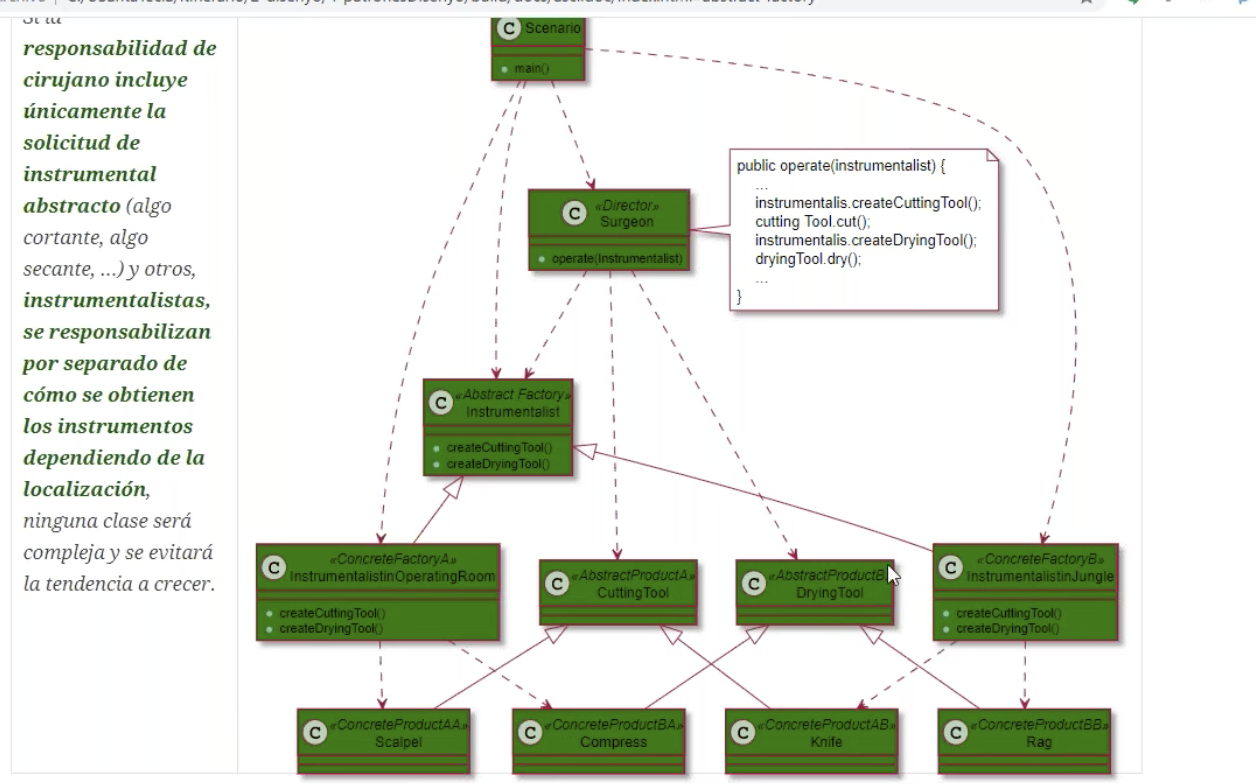 Si la
responsabilidad de
cirujano incluye
únicamente la
solicitud de
instrumental
abstracto (algo
cortante, algo
secante, ...) y otros,
instrumentalistas,
se responsabilizan
por separado de
cómo se obtienen
los instrumentos
dependiendo de la
localización,
ninguna clase será
compleja y se evitará
la tendencia a crecer.
C Scenario
main()
«Director»
C Surgeon
operate(Instrumentalist)
public operate(instrumentalist) {
...
instrumentalis.createCuttingTool();
cutting Tool.cut();
instrumentalis.createDryingTool();
dryingTool.dry();
...
}
«Abstract Factory»
C Instrumentalist
createCuttingTool()
createDryingTool()
«ConcreteFactoryA»
C InstrumentalistinOperatingRoom
createCuttingTool()
createDryingTool()
«AbstractProductA»
C CuttingTool
«AbstractProductB»
C DryingTool
«ConcreteFactoryB»
C InstrumentalistinJungle
createCuttingTool()
createDryingTool()
«ConcreteProductAA»
C Scalpel
«ConcreteProductBA»
C Compress
«ConcreteProductAB»
C Knife
«ConcreteProductBB»
C Rag